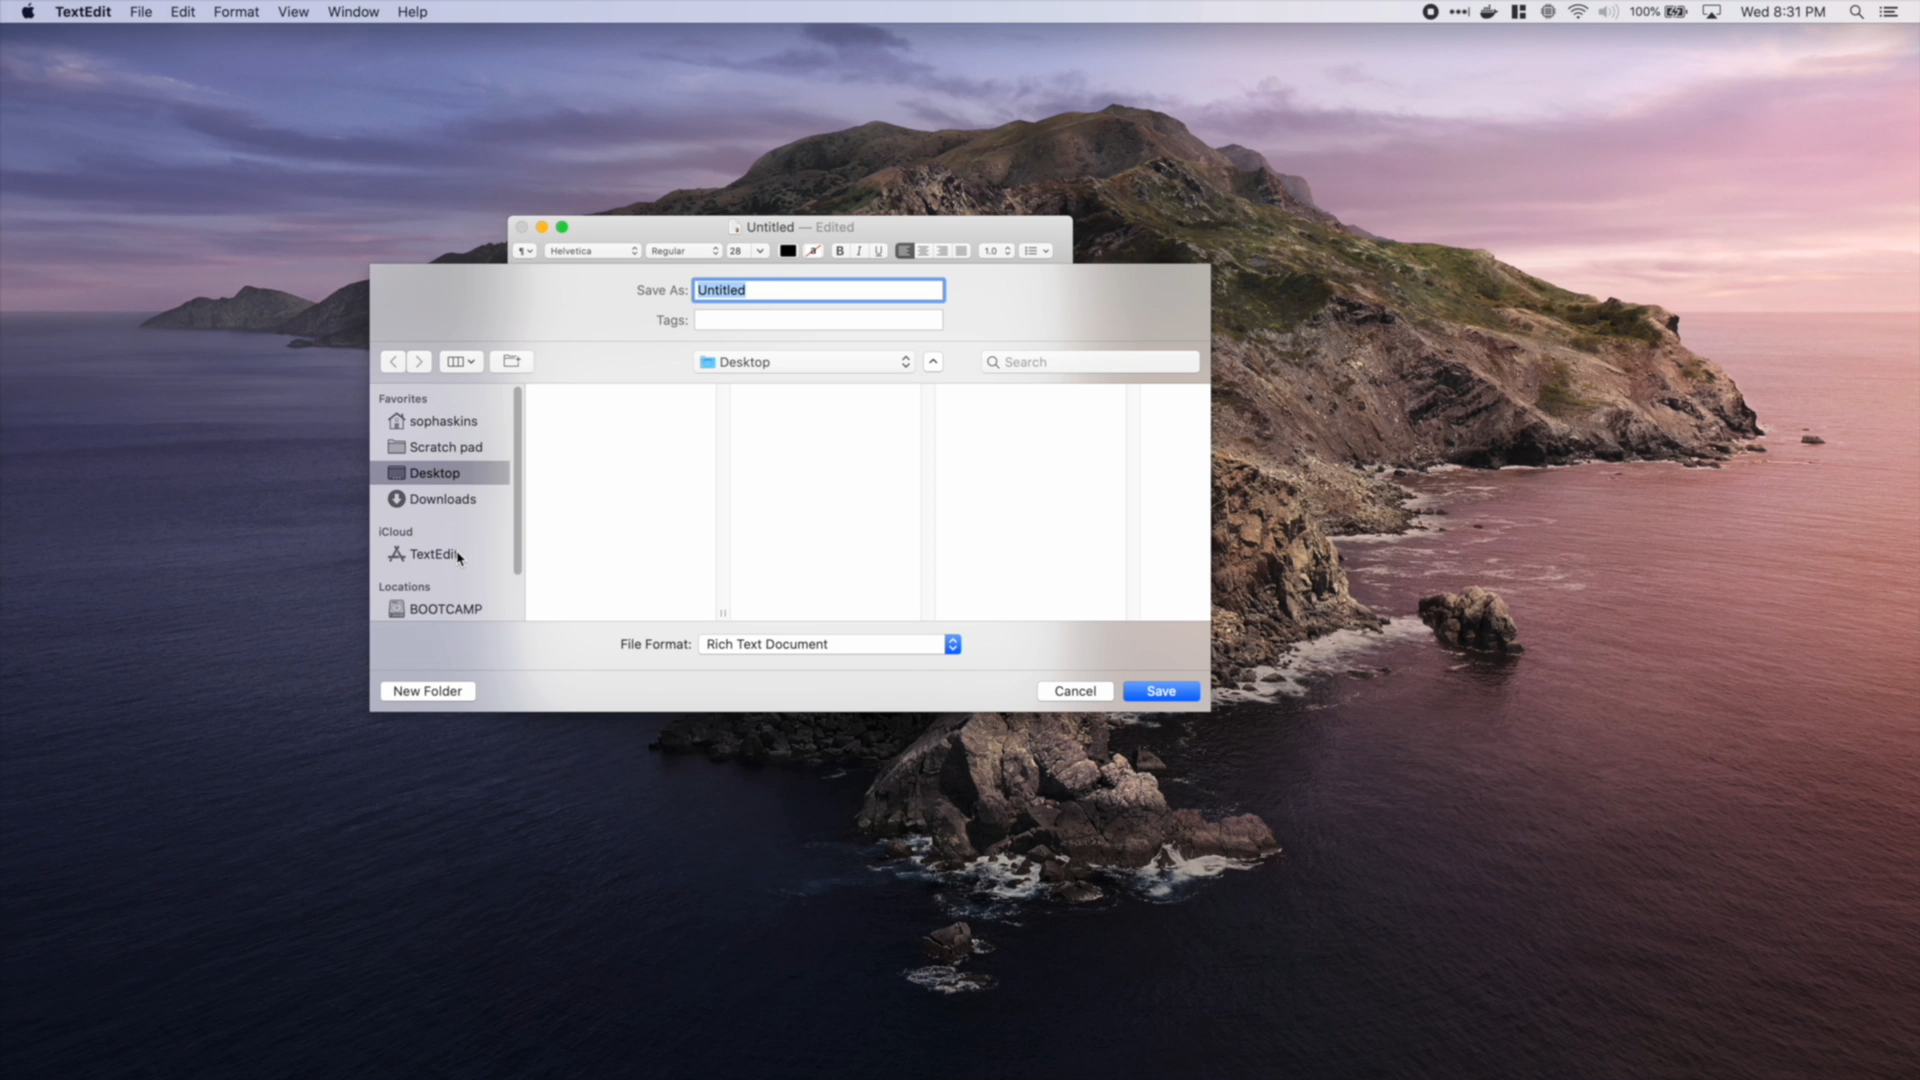 TextEdit File Edit Format View Window Help 100% Wed 8:31 PM
Untitled — Edited
Helvetica Regular 28 B I U 1.0
Save As: Untitled
Tags:
Desktop Search
Favorites
sophaskins
Scratch pad
Desktop
Downloads
iCloud
TextEdit
Locations
BOOTCAMP
File Format: Rich Text Document
New Folder Cancel Save